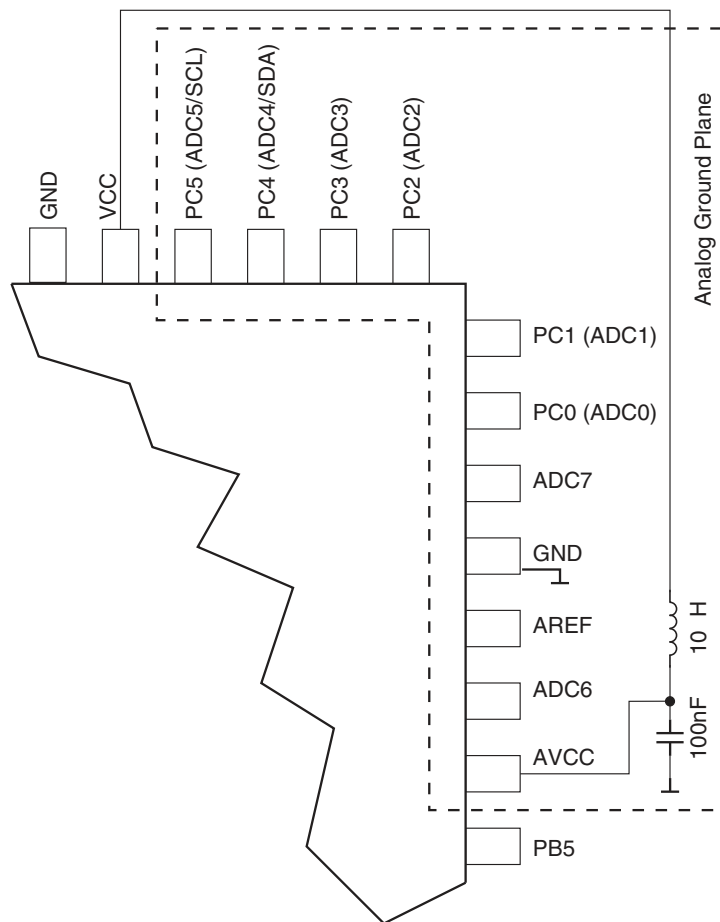 GND
VCC
PC5 (ADC5/SCL)
PC4 (ADC4/SDA)
PC3 (ADC3)
PC2 (ADC2)
Analog Ground Plane
PC1 (ADC1)
PC0 (ADC0)
ADC7
GND
AREF
10 H
ADC6
100nF
AVCC
PB5